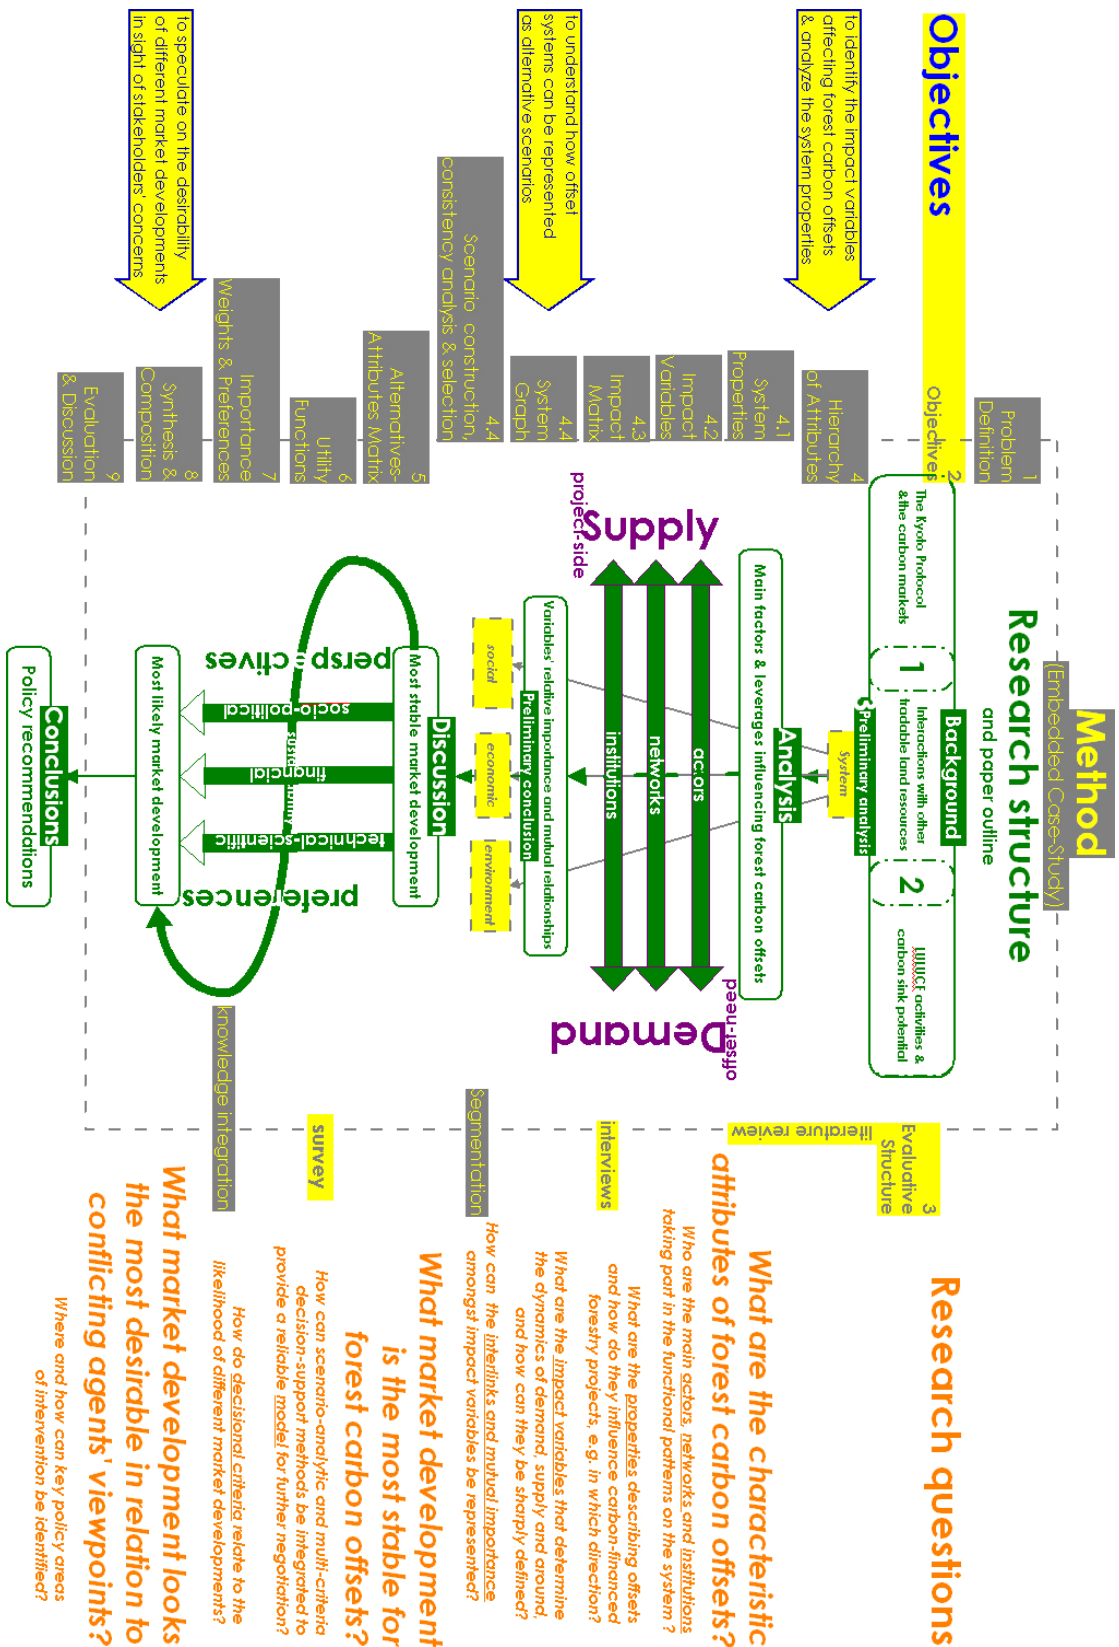 Objectives
to identify the impact variables
affecting forest carbon offsets
& analyze the system properties
to understand how offset
systems can be represented
as alternative scenarios
to speculate on the desirability
of different market developments
in sight of stakeholders' concerns
Method
(Embedded Case-Study)
1
Problem
Definition
2
Objectives
4
Hierarchy
of Attributes
4.1
System
Properties
4.2
Impact
Variables
4.3
Impact
Matrix
4.4
System
Graph
4.4
Scenario construction,
consistency analysis & selection
5
Alternatives-
Attributes Matrix
6
Utility
Functions
7
Importance
Weights & Preferences
8
Synthesis &
Composition
9
Evaluation
& Discussion
Research structure
and paper outline
Background
The Kyoto Protocol
& the carbon markets
1
Interactions with other
tradable land resources
2
LULUCF activities &
carbon sink potential
Preliminary analysis
System
Analysis
Main factors & leverages influencing forest carbon offsets
Supply
project-side
Demand
offset-need
actors
networks
institutions
Variables' relative importance and mutual relationships
Preliminary conclusion
social
economic
environment
Discussion
Most stable market development
perspectives
preferences
socio-political
financial
technical-scientific
Most likely market development
Conclusions
Policy recommendations
3
Evaluative
Structure
literature review
interviews
Segmentation
survey
knowledge integration
Research questions
What are the characteristic
attributes of forest carbon offsets?
Who are the main actors, networks and institutions
taking part in the functional patterns on the system ?
What are the properties describing offsets
and how do they influence carbon-financed
forestry projects, e.g. in which direction?
What are the impact variables that determine
the dynamics of demand, supply and around,
and how can they be sharply defined?
How can the interlinks and mutual importance
amongst impact variables be represented?
What market development
is the most stable for
forest carbon offsets?
How can scenario-analytic and multi-criteria
decision-support methods be integrated to
provide a reliable model for further negotiation?
How do decisional criteria relate to the
likelihood of different market developments?
What market development looks
the most desirable in relation to
conflicting agents' viewpoints?
Where and how can key policy areas
of intervention be identified?